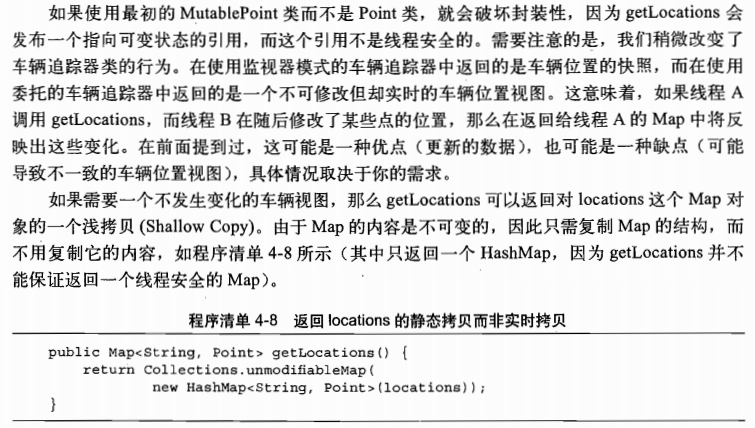 如果使用最初的 MutablePoint 类而不是 Point 类，就会破坏封装性，因为 getLocations 会
发布一个指向可变状态的引用，而这个引用不是线程安全的。需要注意的是，我们稍微改变了
车辆追踪器类的行为。在使用监视器模式的车辆追踪器中返回的是车辆位置的快照，而在使用
委托的车辆追踪器中返回的是一个不可修改但却实时的车辆位置视图。这意味着，如果线程 A
调用 getLocations，而线程 B 在随后修改了某些点的位置，那么在返回给线程 A 的 Map 中将反
映出这些变化。在前面提到过，这可能是一种优点（更新的数据），也可能是一种缺点（可能
导致不一致的车辆位置视图），具体情况取决于你的需求。
如果需要一个不发生变化的车辆视图，那么 getLocations 可以返回对 locations 这个 Map 对
象的一个浅拷贝 (Shallow Copy)。由于 Map 的内容是不可变的，因此只需复制 Map 的结构，而
不用复制它的内容，如程序清单 4-8 所示（其中只返回一个 HashMap，因为 getLocations 并不
能保证返回一个线程安全的 Map）。
程序清单 4-8 返回 locations 的静态拷贝而非实时拷贝
public Map<String, Point> getLocations() {
return Collections.unmodifiableMap(
new HashMap<String, Point>(locations));
}